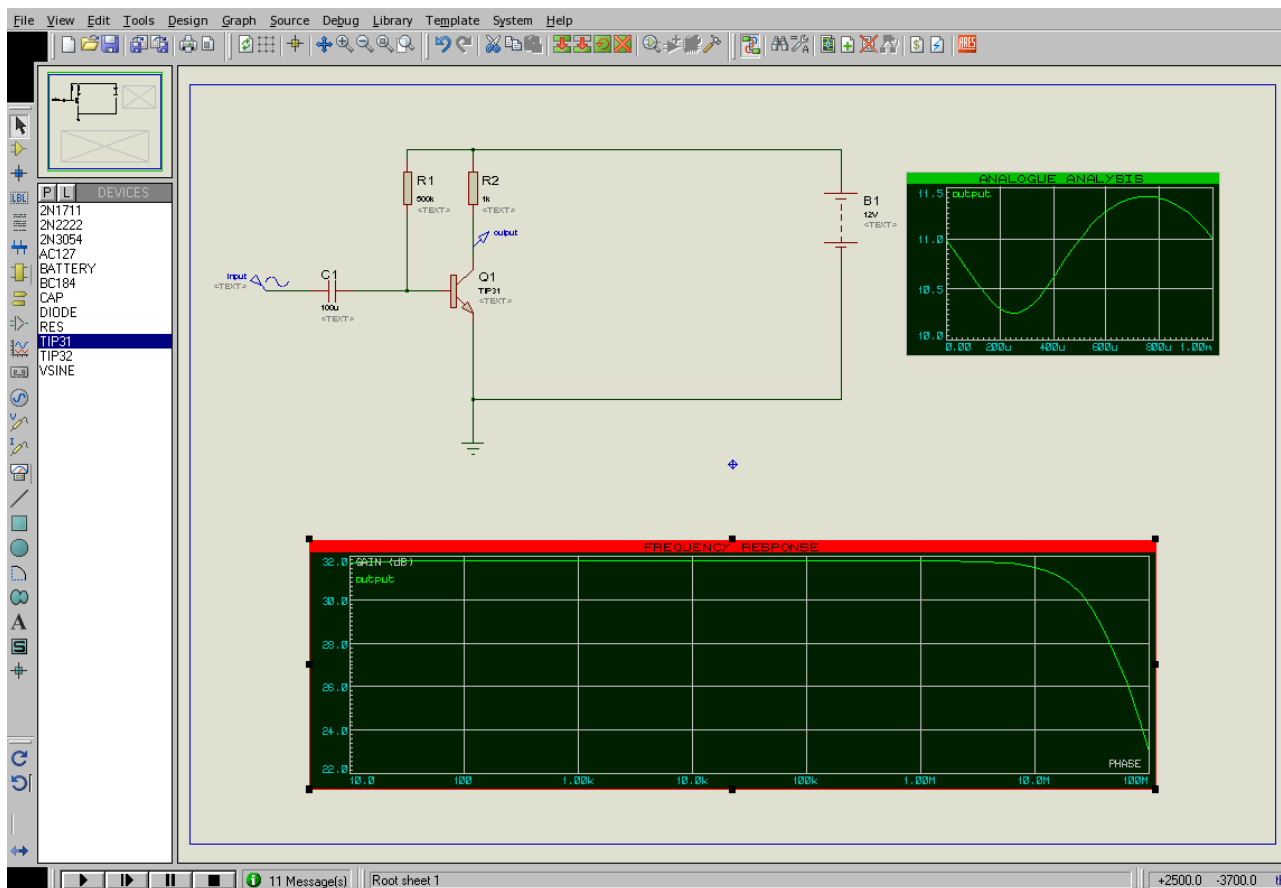 File View Edit Tools Design Graph Source Debug Library Template System Help
LBL
ARES
P L DEVICES
2N1711
2N2222
2N3054
AC127
BATTERY
BC184
CAP
DIODE
RES
TIP31
TIP32
VSINE
R1
500k
<TEXT>
R2
1k
<TEXT>
output
Input
<TEXT>
C1
100u
<TEXT>
Q1
TIP31
<TEXT>
B1
12V
<TEXT>
ANALOGUE ANALYSIS
output
11.5
11.0
10.5
10.0
0.00 200u 400u 600u 800u 1.00m
FREQUENCY RESPONSE
GAIN (dB)
output
32.0
30.0
28.0
26.0
24.0
22.0
PHASE
10.0 100 1.00k 10.0k 100k 1.00M 10.0M 100M
11 Message(s) Root sheet 1 +2500.0 -3700.0